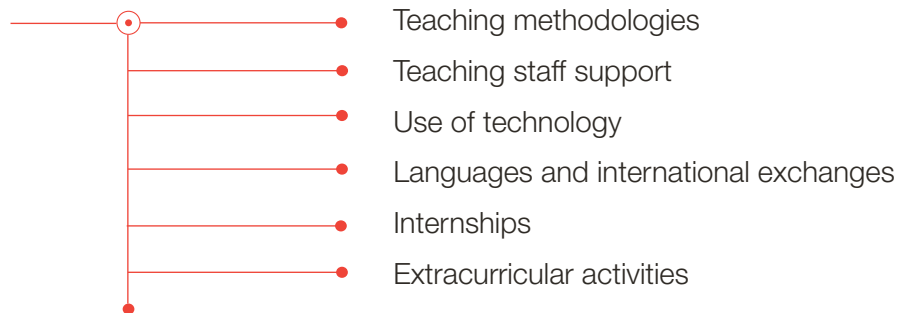 Teaching methodologies
Teaching staff support
Use of technology
Languages and international exchanges
Internships
Extracurricular activities